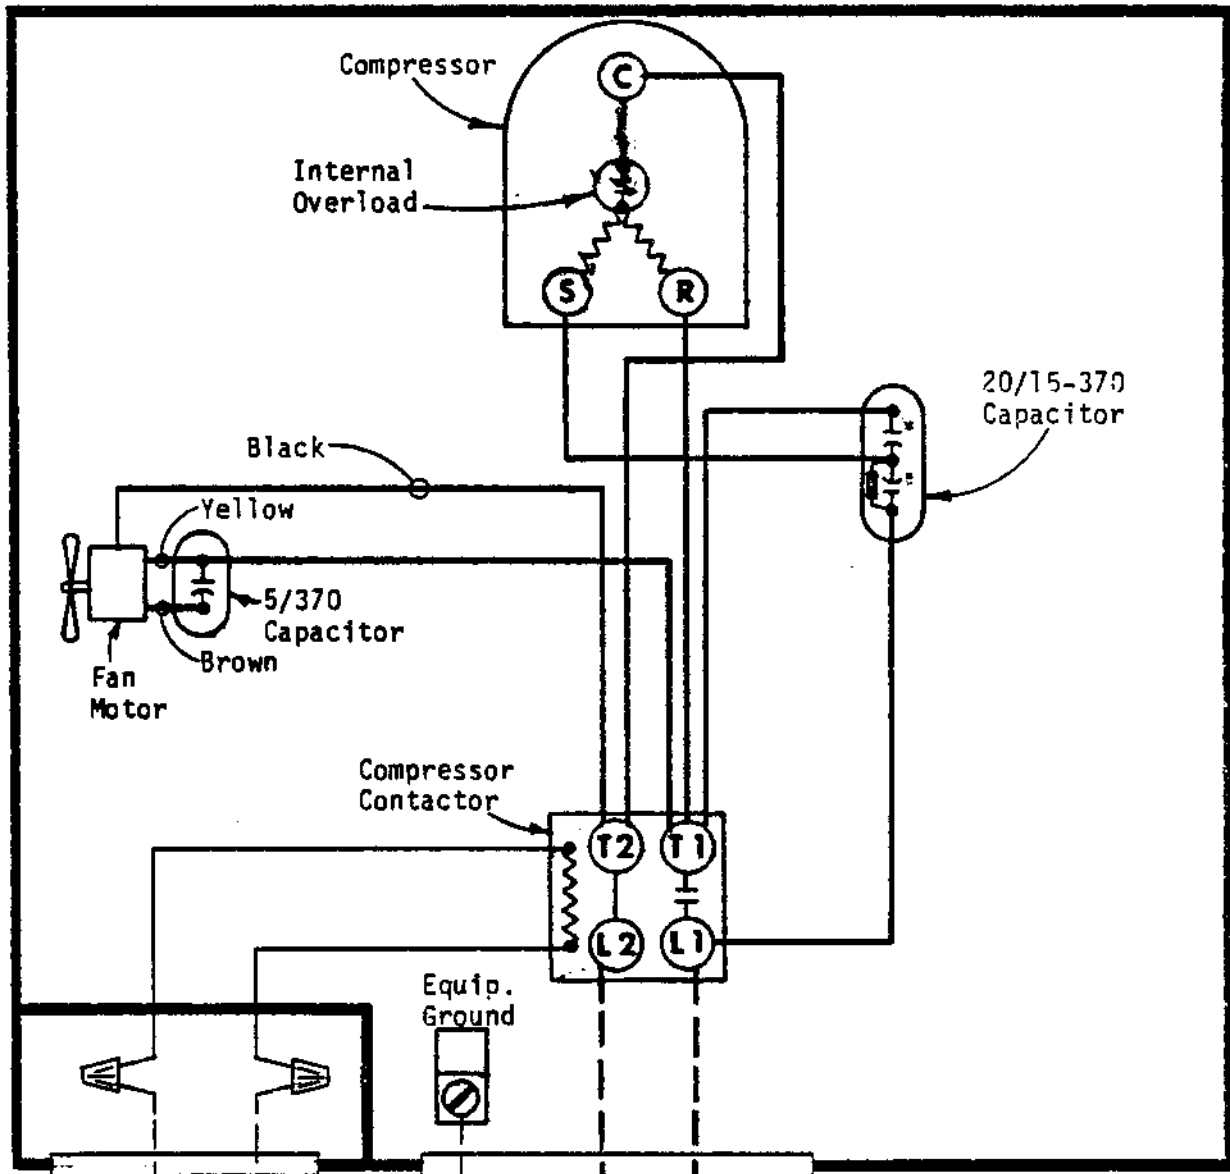 Compressor
C
Internal
Overload
S
R
20/15-370
Capacitor
Black
Yellow
5/370
Capacitor
Brown
Fan
Motor
Compressor
Contactor
T2
T1
L2
L1
Equip.
Ground